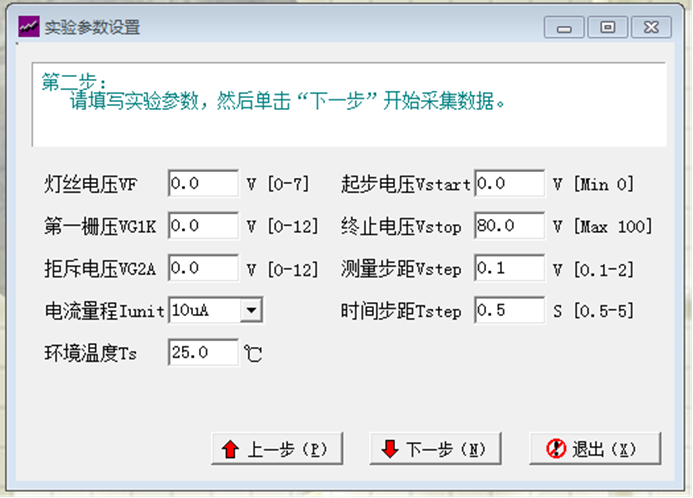 实验参数设置
第二步:
请填写实验参数，然后单击“下一步”开始采集数据。
灯丝电压VF 0.0 V [0-7] 起步电压Vstart 0.0 V [Min 0]
第一栅压VG1K 0.0 V [0-12] 终止电压Vstop 80.0 V [Max 100]
拒斥电压VG2A 0.0 V [0-12] 测量步距Vstep 0.1 V [0.1-2]
电流量程Iunit 10uA 时间步距Tstep 0.5 S [0.5-5]
环境温度Ts 25.0 ℃
上一步(P) 下一步(N) 退出(X)